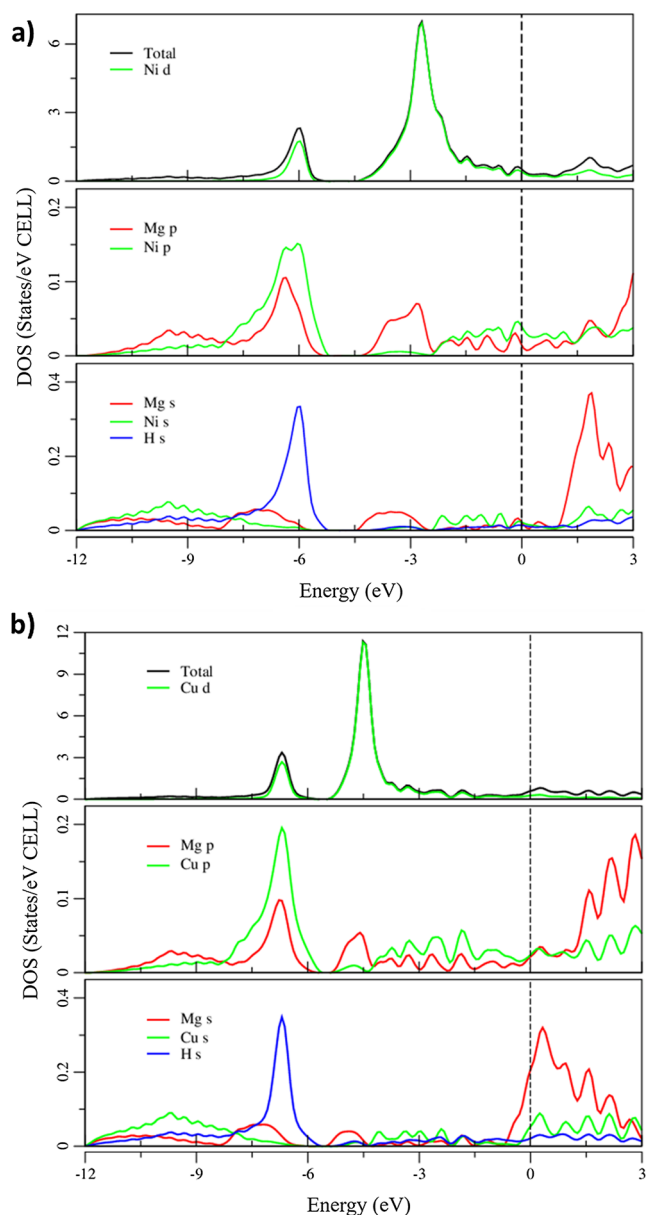 a)
6
3
0
Total
Ni d
DOS (States/eV CELL)
0.2
0.1
0
Mg p
Ni p
0.4
0.2
0
Mg s
Ni s
H s
-12 -9 -6 -3 0 3
Energy (eV)
b)
12
9
6
3
0
Total
Cu d
DOS (States/eV CELL)
0.2
0.1
0
Mg p
Cu p
0.4
0.2
0
Mg s
Cu s
H s
-12 -9 -6 -3 0 3
Energy (eV)